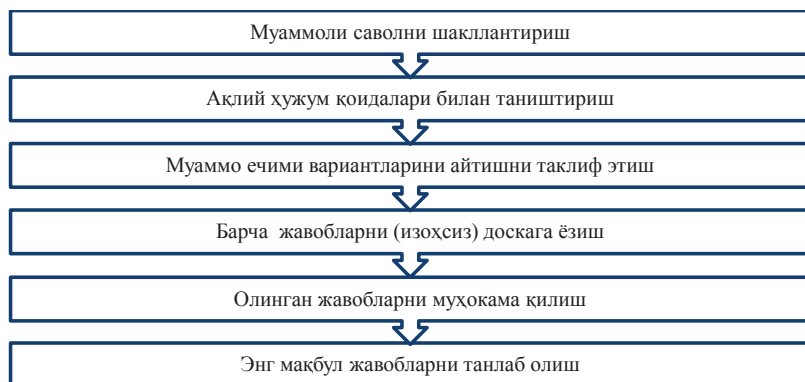 Муаммоли саволни шакллантириш
Ақлий ҳужум қоидалари билан таништириш
Муаммо ечими вариантларини айтишни таклиф этиш
Барча жавобларни (изоҳсиз) доскага ёзиш
Олинган жавобларни муҳокама қилиш
Энг мақбул жавобларни танлаб олиш